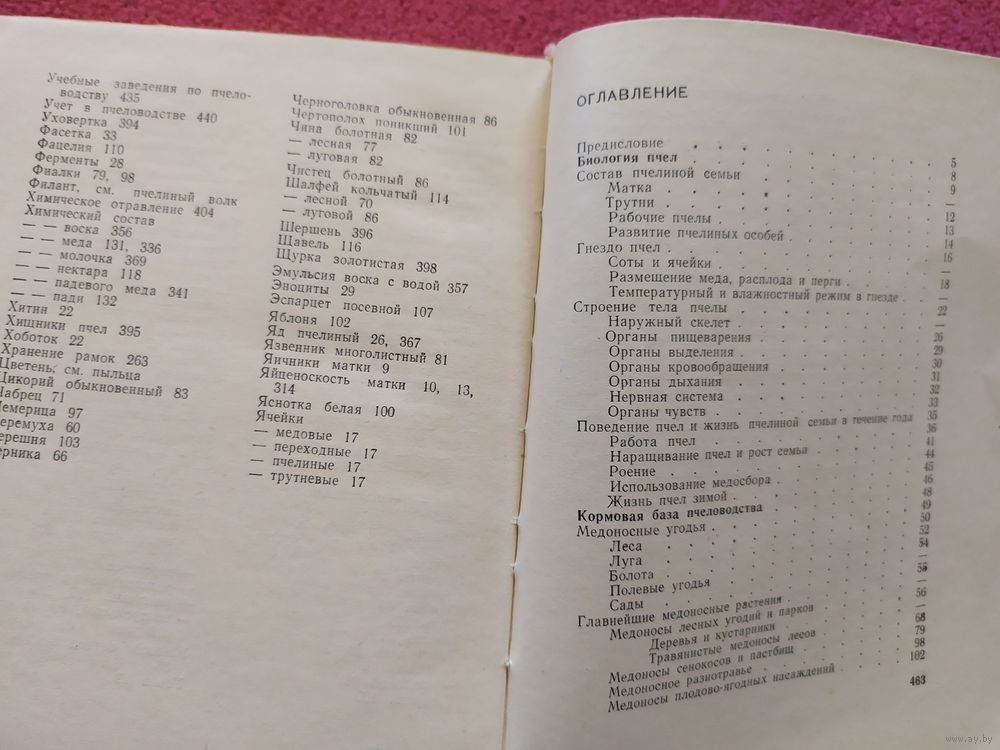 Учебные заведения по пчело-
водству 435
Учет в пчеловодстве 440
Уховертка 394
Фасетка 33
Фацелия 110
Ферменты 28
Фиалки 79, 98
Филант, см. пчелиный волк
Химическое отравление 404
Химический состав
— — воска 356
— — меда 131, 336
— — молочка 369
— — нектара 118
— — падевого меда 341
— — пади 132
Хитин 22
Хищники пчел 395
Хоботок 22
Хранение рамок 263
Цветень, см. пыльца
Цикорий обыкновенный 83
Чабрец 71
Чемерица 97
Черемуха 60
Черешня 103
Черника 66
Черноголовка обыкновенная 86
Чертополох поникший 101
Чина болотная 82
— лесная 77
— луговая 82
Чистец болотный 86
Шалфей кольчатый 114
— лесной 70
— луговой 86
Шершень 396
Щавель 116
Щурка золотистая 398
Эмульсия воска с водой 357
Эноциты 29
Эспарцет посевной 107
Яблоня 102
Яд пчелиный 26, 367
Язвенник многолистный 81
Яичники матки 9
Яйценоскость матки 10, 13,
314
Яснотка белая 100
Ячейки
— медовые 17
— переходные 17
— пчелиные 17
— трутневые 17
ОГЛАВЛЕНИЕ
Предисловие 5
Биология пчел 8
Состав пчелиной семьи 9
Матка —
Трутни 12
Рабочие пчелы 13
Развитие пчелиных особей 14
Гнездо пчел 16
Соты и ячейки —
Размещение меда, расплода и перги 18
Температурный и влажностный режим в гнезде —
Строение тела пчелы 22
Наружный скелет —
Органы пищеварения 26
Органы выделения 29
Органы кровообращения 30
Органы дыхания 31
Нервная система 32
Органы чувств 33
Поведение пчел и жизнь пчелиной семьи в течение года 35
Работа пчел 36
Наращивание пчел и рост семьи 41
Роение 44
Использование медосбора 45
Жизнь пчел зимой 46
Кормовая база пчеловодства 48
Медоносные угодья 49
Леса 50
Луга 52
Болота 54
Полевые угодья —
Сады 55
Главнейшие медоносные растения —
Медоносы лесных угодий и парков 56
Деревья и кустарники —
Травянистые медоносы лесов 68
Медоносы сенокосов и пастбищ 79
Медоносное разнотравье 98
Медоносы плодово-ягодных насаждений 102
463
www.ay.by